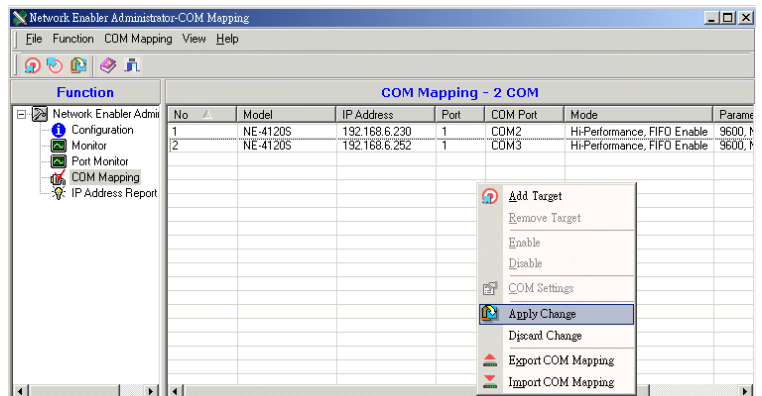 Network Enabler Administrator-COM Mapping
File Function COM Mapping View Help
Function
COM Mapping - 2 COM
Network Enabler Admi
Configuration
Monitor
Port Monitor
COM Mapping
IP Address Report
No Model IP Address Port COM Port Mode Parame
1 NE-4120S 192.168.6.230 1 COM2 Hi-Performance, FIFO Enable 9600, N
2 NE-4120S 192.168.6.252 1 COM3 Hi-Performance, FIFO Enable 9600, N
Add Target
Remove Target
Enable
Disable
COM Settings
Apply Change
Discard Change
Export COM Mapping
Import COM Mapping